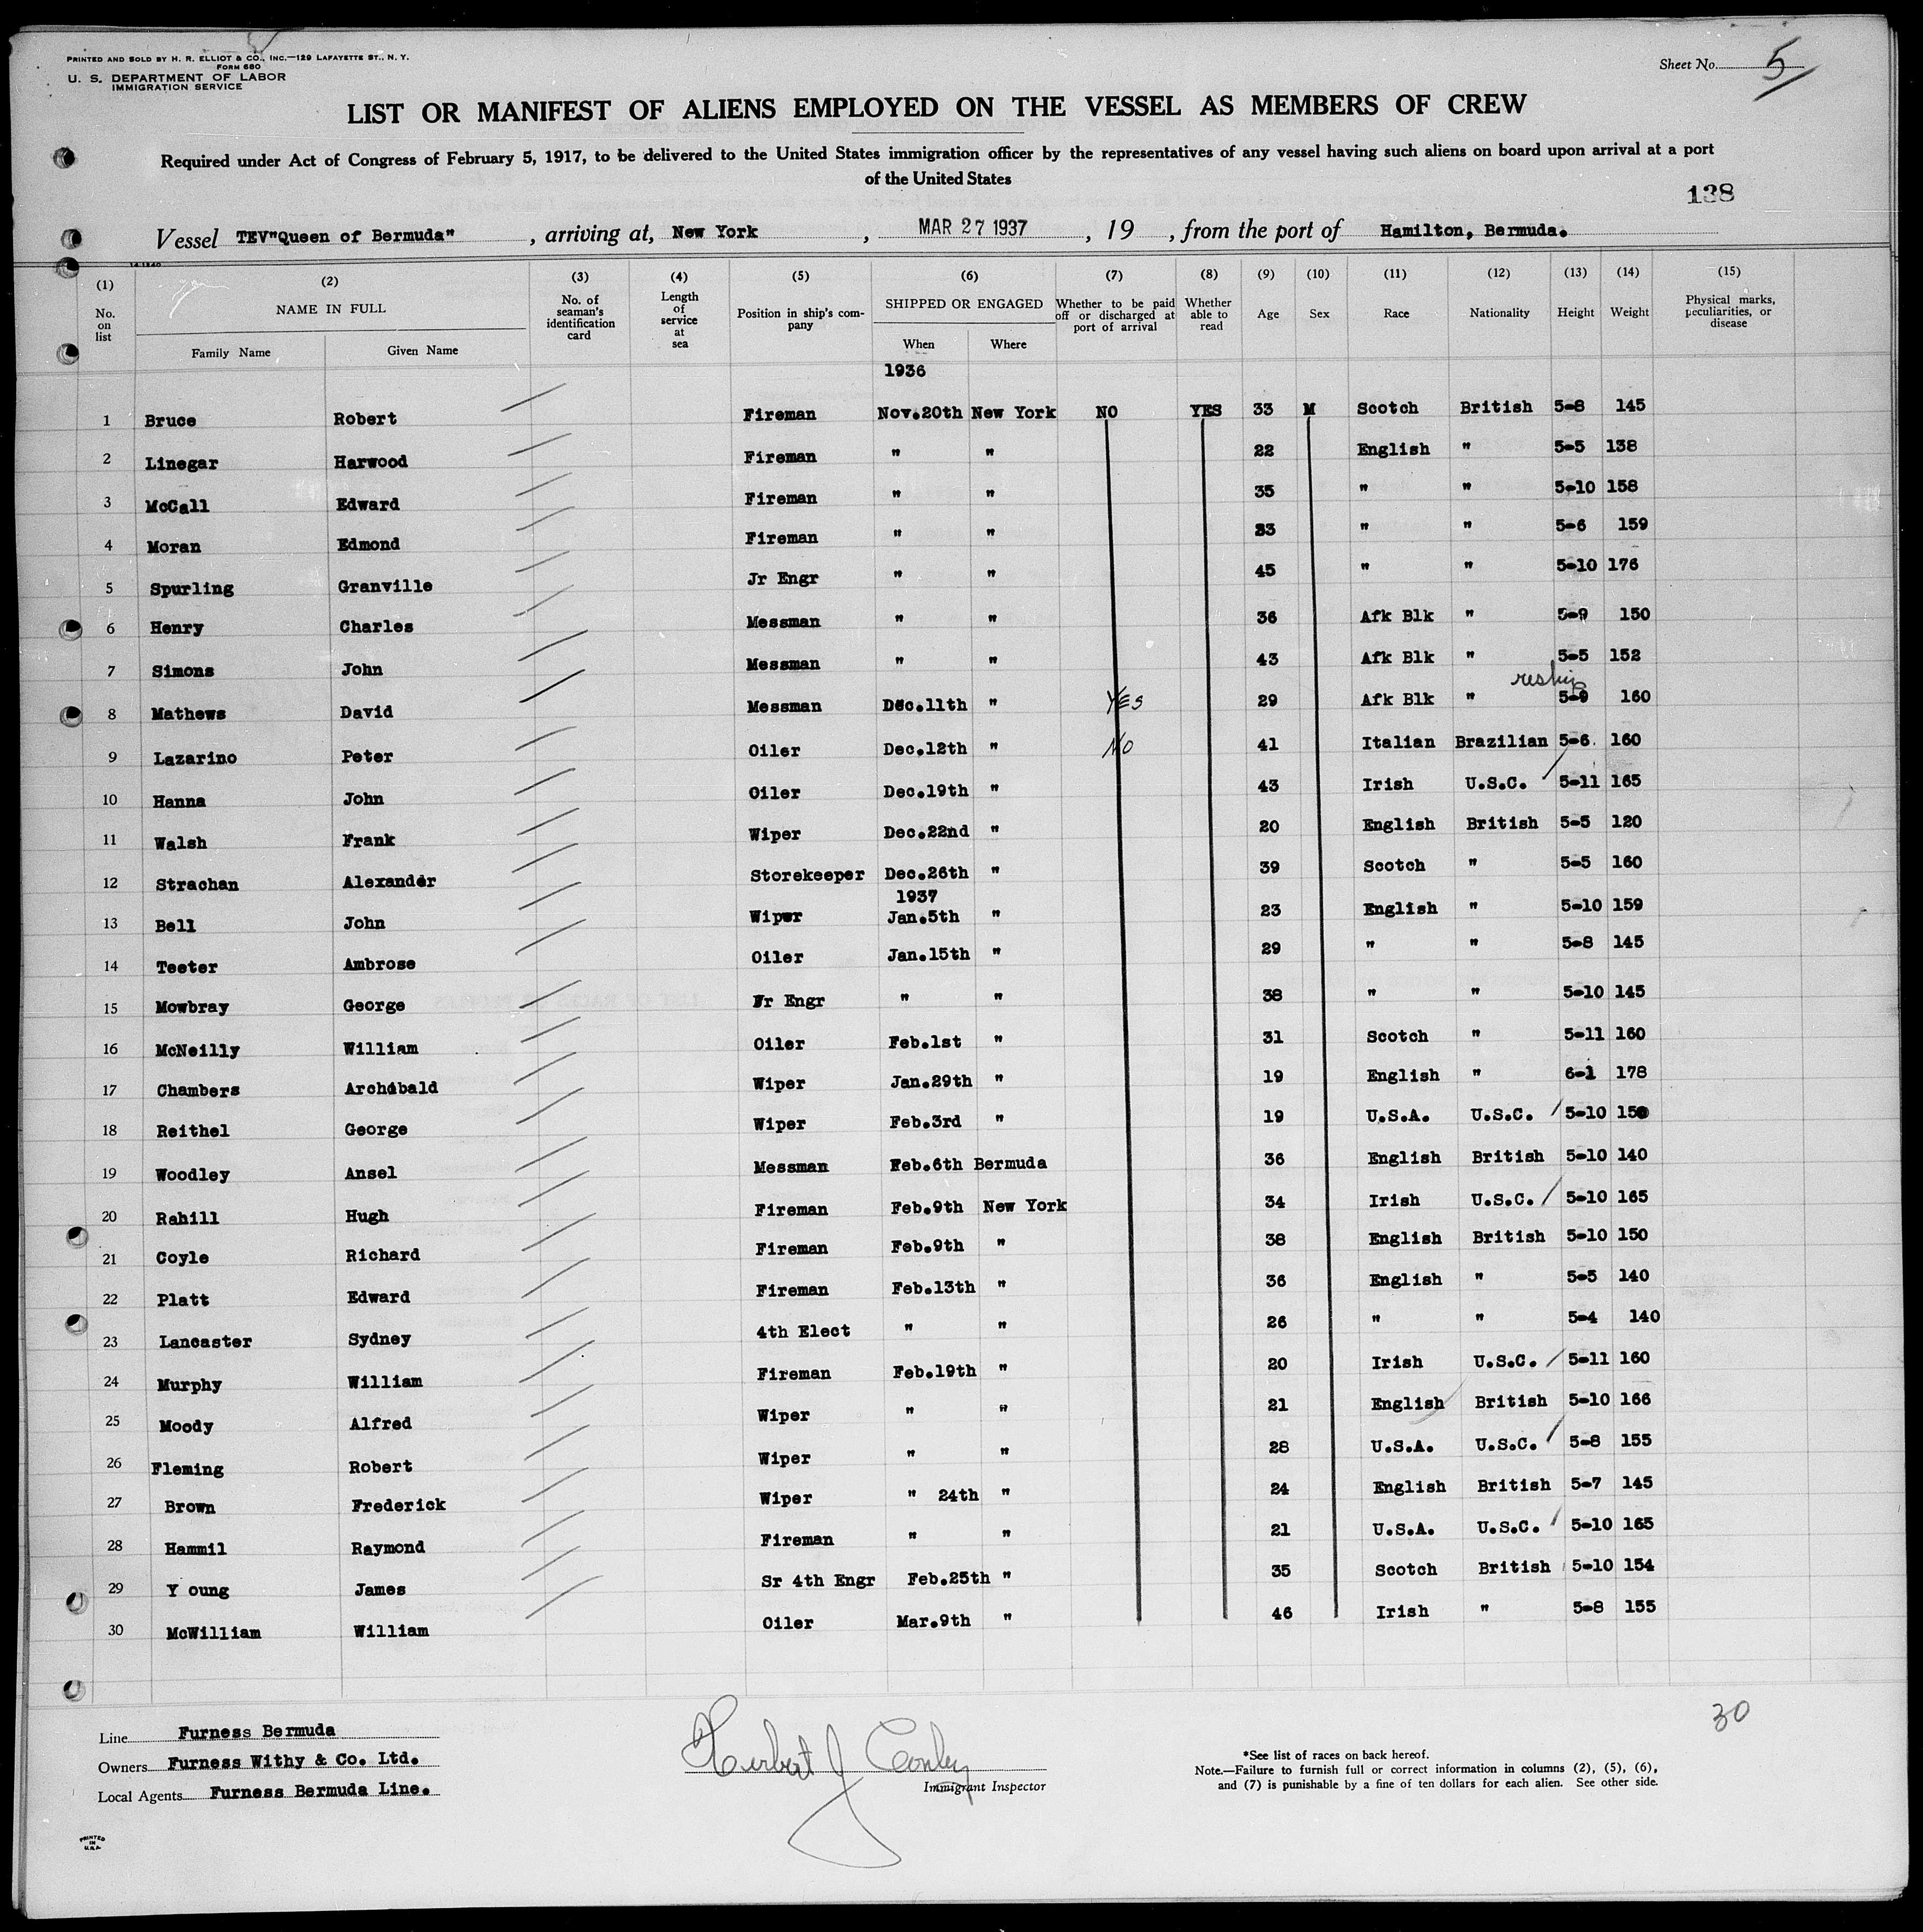 PRINTED AND SOLD BY H. R. ELLIOT & CO., INC.—129 LAFAYETTE ST., N. Y.
FORM 680
U. S. DEPARTMENT OF LABOR
IMMIGRATION SERVICE
Sheet No. 5
LIST OR MANIFEST OF ALIENS EMPLOYED ON THE VESSEL AS MEMBERS OF CREW
Required under Act of Congress of February 5, 1917, to be delivered to the United States immigration officer by the representatives of any vessel having such aliens on board upon arrival at a port
of the United States
138
Vessel TEV"Queen of Bermuda" , arriving at, New York , MAR 27 1937 , 19 , from the port of Hamilton, Bermuda.
(1) (2) (3) (4) (5) (6) (7) (8) (9) (10) (11) (12) (13) (14) (15)
No. on list NAME IN FULL Family Name Given Name No. of seaman's identification card Length of service at sea Position in ship's company SHIPPED OR ENGAGED When Where Whether to be paid off or discharged at port of arrival Whether able to read Age Sex Race Nationality Height Weight Physical marks, peculiarities, or disease
1936
1 Bruce Robert Fireman Nov.20th New York NO YES 33 M Scotch British 5-8 145
2 Linegar Harwood Fireman " " 22 English " 5-5 138
3 McCall Edward Fireman " " 35 " " 5-10 158
4 Moran Edmond Fireman " " 33 " " 5-6 159
5 Spurling Granville Jr Engr " " 45 " " 5-10 176
6 Henry Charles Messman " " 36 Afk Blk " 5-9 150
7 Simons John Messman " " 43 Afk Blk " 5-5 152
reship
8 Mathews David Messman Dec.11th " YES 29 Afk Blk " 5-9 160
9 Lazarino Peter Oiler Dec.12th " NO 41 Italian Brazilian 5-6 160
10 Hanna John Oiler Dec.19th " 43 Irish U.S.C. 5-11 165
11 Walsh Frank Wiper Dec.22nd " 20 English British 5-5 120
12 Strachan Alexander Storekeeper Dec.26th " 39 Scotch " 5-5 160
1937
13 Bell John Wiper Jan.5th " 23 English " 5-10 159
14 Teeter Ambrose Oiler Jan.15th " 29 " " 5-8 145
15 Mowbray George Jr Engr " " 38 " " 5-10 145
16 McNeilly William Oiler Feb.1st " 31 Scotch " 5-11 160
17 Chambers Archibald Wiper Jan.29th " 19 English " 6-1 178
18 Reithel George Wiper Feb.3rd " 19 U.S.A. U.S.C. 5-10 150
19 Woodley Ansel Messman Feb.6th Bermuda 36 English British 5-10 140
20 Rahill Hugh Fireman Feb.9th New York 34 Irish U.S.C. 5-10 165
21 Coyle Richard Fireman Feb.9th " 38 English British 5-10 150
22 Platt Edward Fireman Feb.13th " 36 English " 5-5 140
23 Lancaster Sydney 4th Elect " " 26 " " 5-4 140
24 Murphy William Fireman Feb.19th " 20 Irish U.S.C. 5-11 160
25 Moody Alfred Wiper " " 21 English British 5-10 166
26 Fleming Robert Wiper " " 28 U.S.A. U.S.C. 5-8 155
27 Brown Frederick Wiper " 24th " 24 English British 5-7 145
28 Hammil Raymond Fireman " " 21 U.S.A. U.S.C. 5-10 165
29 Y oung James Sr 4th Engr Feb.25th " 35 Scotch British 5-10 154
30 McWilliam William Oiler Mar.9th " 46 Irish " 5-8 155
30
Line Furness Bermuda
Owners Furness Withy & Co. Ltd.
Local Agents Furness Bermuda Line.
Herbert J Conley
Immigrant Inspector
*See list of races on back hereof.
Note.—Failure to furnish full or correct information in columns (2), (5), (6),
and (7) is punishable by a fine of ten dollars for each alien. See other side.
PRINTED
IN
U.S.A.